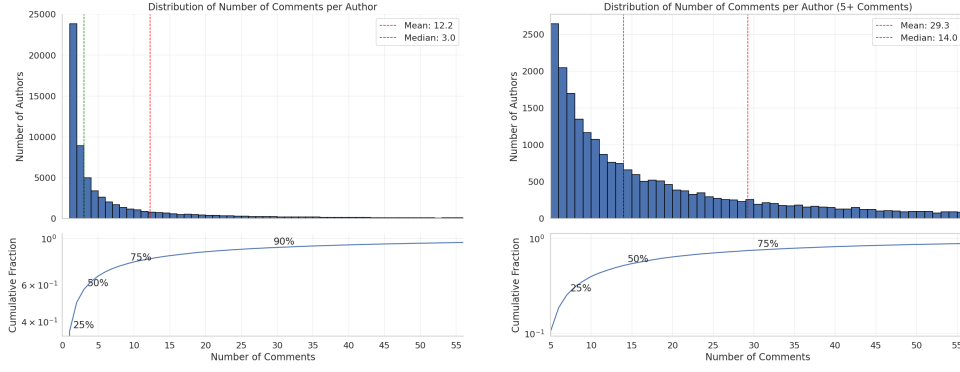 Distribution of Number of Comments per Author
Number of Authors
25000
20000
15000
10000
5000
0
Mean: 12.2
Median: 3.0
Cumulative Fraction
10⁰
6 × 10⁻¹
4 × 10⁻¹
25%
50%
75%
90%
0 5 10 15 20 25 30 35 40 45 50 55
Number of Comments
Distribution of Number of Comments per Author (5+ Comments)
Number of Authors
2500
2000
1500
1000
500
0
Mean: 29.3
Median: 14.0
Cumulative Fraction
10⁰
10⁻¹
25%
50%
75%
5 10 15 20 25 30 35 40 45 50 55
Number of Comments